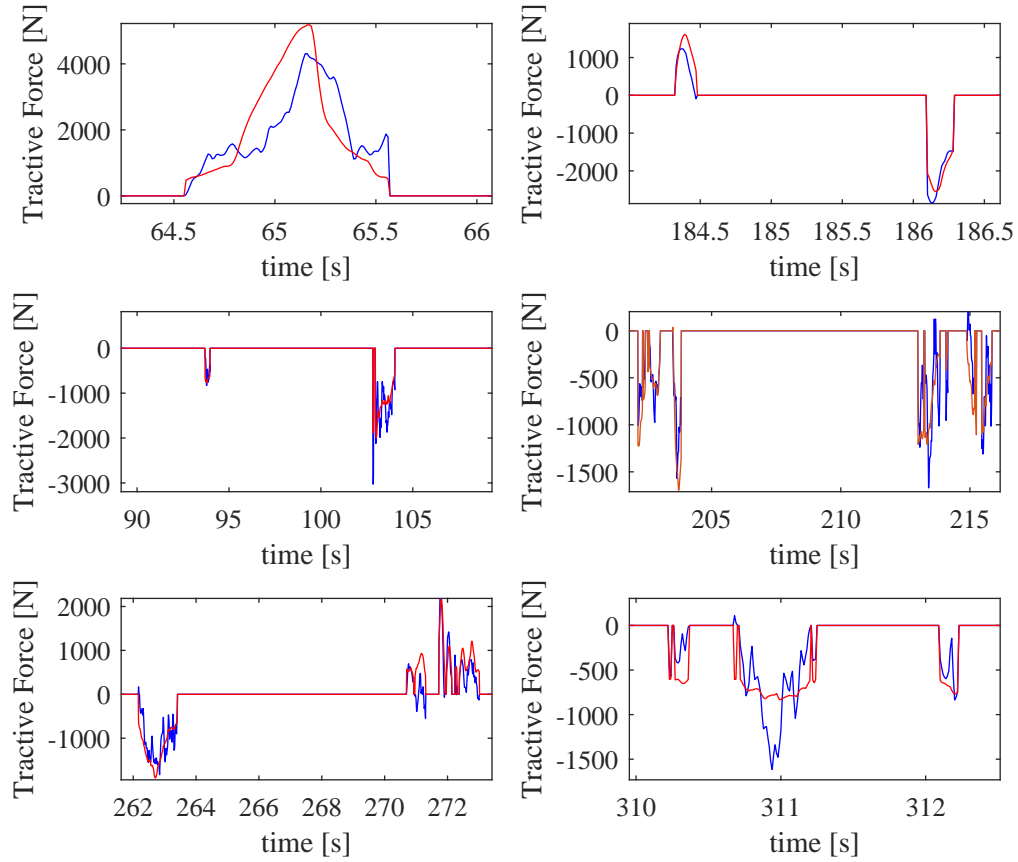 Tractive Force [N]
4000
2000
0
64.5 65 65.5 66
time [s]
Tractive Force [N]
1000
0
-1000
-2000
184.5 185 185.5 186 186.5
time [s]
Tractive Force [N]
0
-1000
-2000
-3000
90 95 100 105
time [s]
Tractive Force [N]
0
-500
-1000
-1500
205 210 215
time [s]
Tractive Force [N]
2000
1000
0
-1000
262 264 266 268 270 272
time [s]
Tractive Force [N]
0
-500
-1000
-1500
310 311 312
time [s]